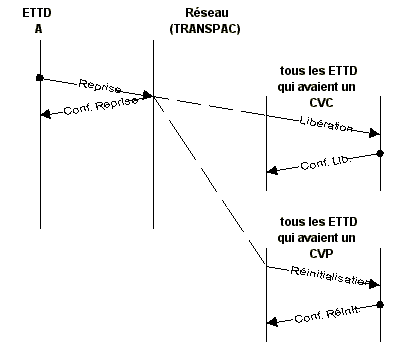 ETTD
A
Réseau
(TRANSPAC)
Reprise
Conf. Reprise
tous les ETTD
qui avaient un
CVC
Libération
Conf. Lib.
tous les ETTD
qui avaient un
CVP
Réinitialisation
Conf. Réinit.